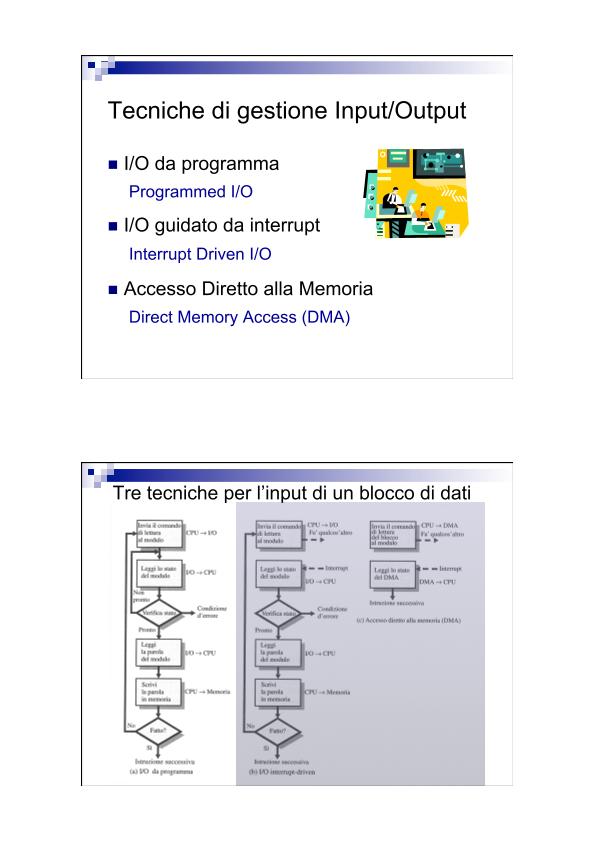 Tecniche di gestione Input/Output
I/O da programma
Programmed I/O
I/O guidato da interrupt
Interrupt Driven I/O
Accesso Diretto alla Memoria
Direct Memory Access (DMA)
Tre tecniche per l'input di un blocco di dati
Invia il comando
di lettura
al modulo
CPU → I/O
Leggi lo stato
del modulo
I/O → CPU
Non
pronto
Verifica stato
Condizione
d'errore
Pronto
Leggi
la parola
del modulo
I/O → CPU
Scrivi
la parola
in memoria
CPU → Memoria
No
Fatto?
Sì
Istruzione successiva
(a) I/O da programma
Invia il comando
di lettura
al modulo
CPU → I/O
Fa' qualcos'altro
Leggi lo stato
del modulo
Interrupt
I/O → CPU
Verifica stato
Condizione
d'errore
Pronto
Leggi
la parola
del modulo
I/O → CPU
Scrivi
la parola
in memoria
CPU → Memoria
No
Fatto?
Sì
Istruzione successiva
(b) I/O interrupt-driven
Invia il comando
di lettura
del blocco
al modulo
CPU → DMA
Fa' qualcos'altro
Leggi lo stato
del DMA
Interrupt
DMA → CPU
Istruzione successiva
(c) Accesso diretto alla memoria (DMA)